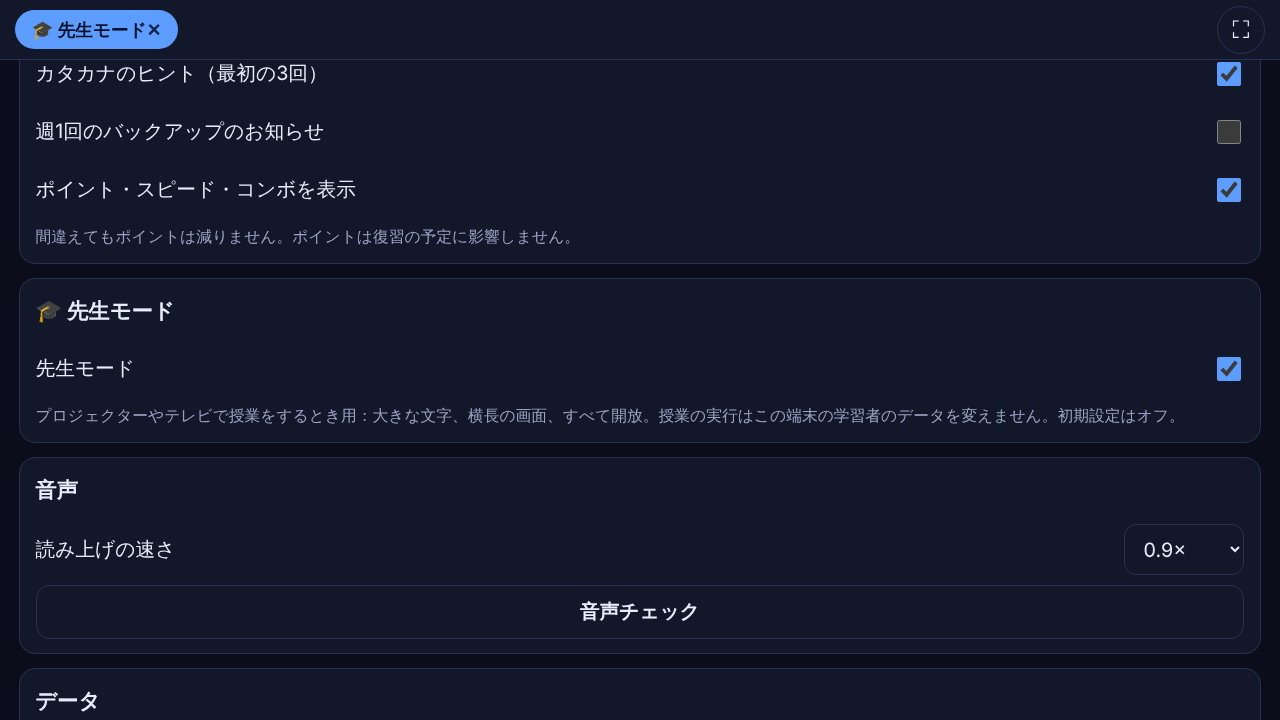 🎓 先生モード✕
カタカナのヒント（最初の3回）
週1回のバックアップのお知らせ
ポイント・スピード・コンボを表示
間違えてもポイントは減りません。ポイントは復習の予定に影響しません。
🎓 先生モード
先生モード
プロジェクターやテレビで授業をするとき用：大きな文字、横長の画面、すべて開放。授業の実行はこの端末の学習者のデータを変えません。初期設定はオフ。
音声
読み上げの速さ
0.9×
音声チェック
データ